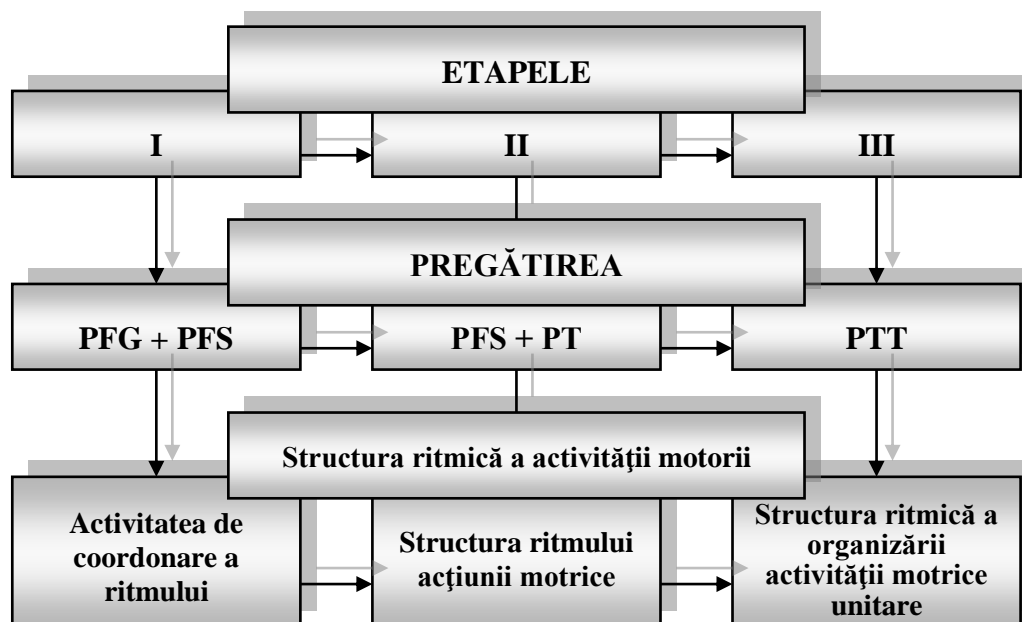 ETAPELE
I
II
III
PREGĂTIREA
PFG + PFS
PFS + PT
PTT
Structura ritmică a activităţii motorii
Activitatea de
coordonare a
ritmului
Structura ritmului
acţiunii motrice
Structura ritmică a
organizării
activităţii motrice
unitare